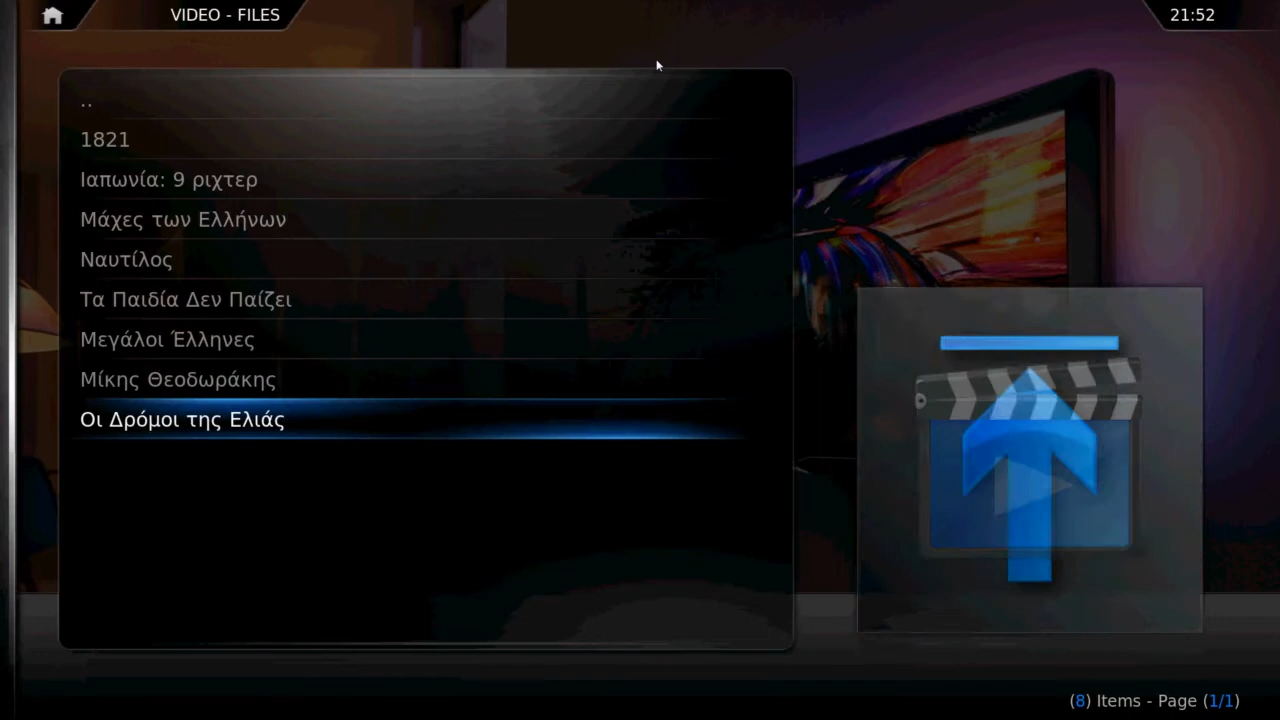 VIDEO - FILES
21:52
..
1821
Ιαπωνία: 9 ριχτερ
Μάχες των Ελλήνων
Ναυτίλος
Τα Παιδία Δεν Παίζει
Μεγάλοι Έλληνες
Μίκης Θεοδωράκης
Οι Δρόμοι της Ελιάς
(8) Items - Page (1/1)